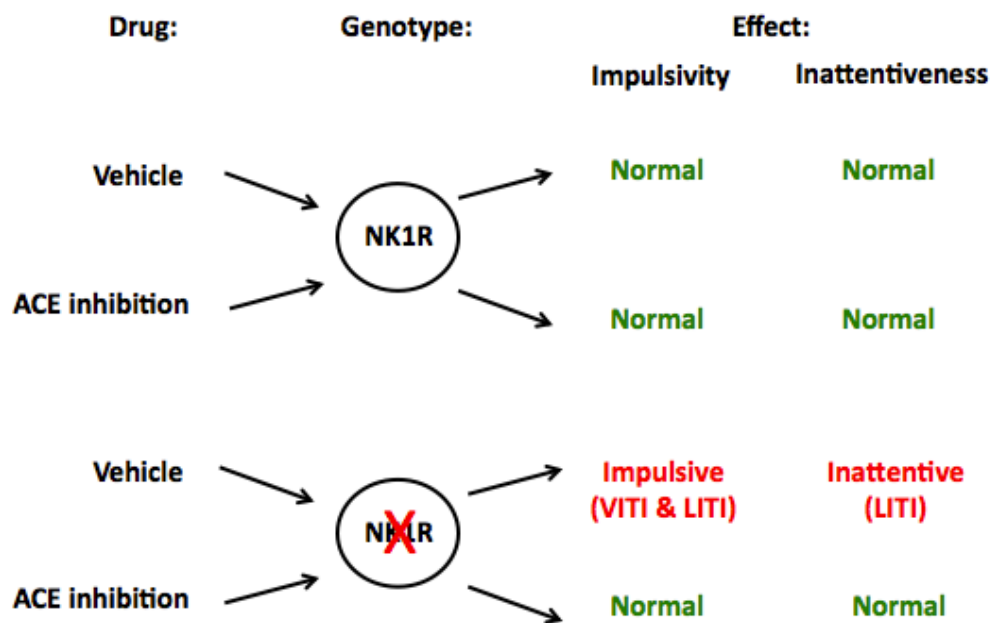 Drug: Genotype: Effect:
Impulsivity Inattentiveness
Vehicle Normal Normal
NK1R
ACE inhibition Normal Normal
Vehicle Impulsive Inattentive
(VITI & LITI) (LITI)
NK1R
X
ACE inhibition Normal Normal